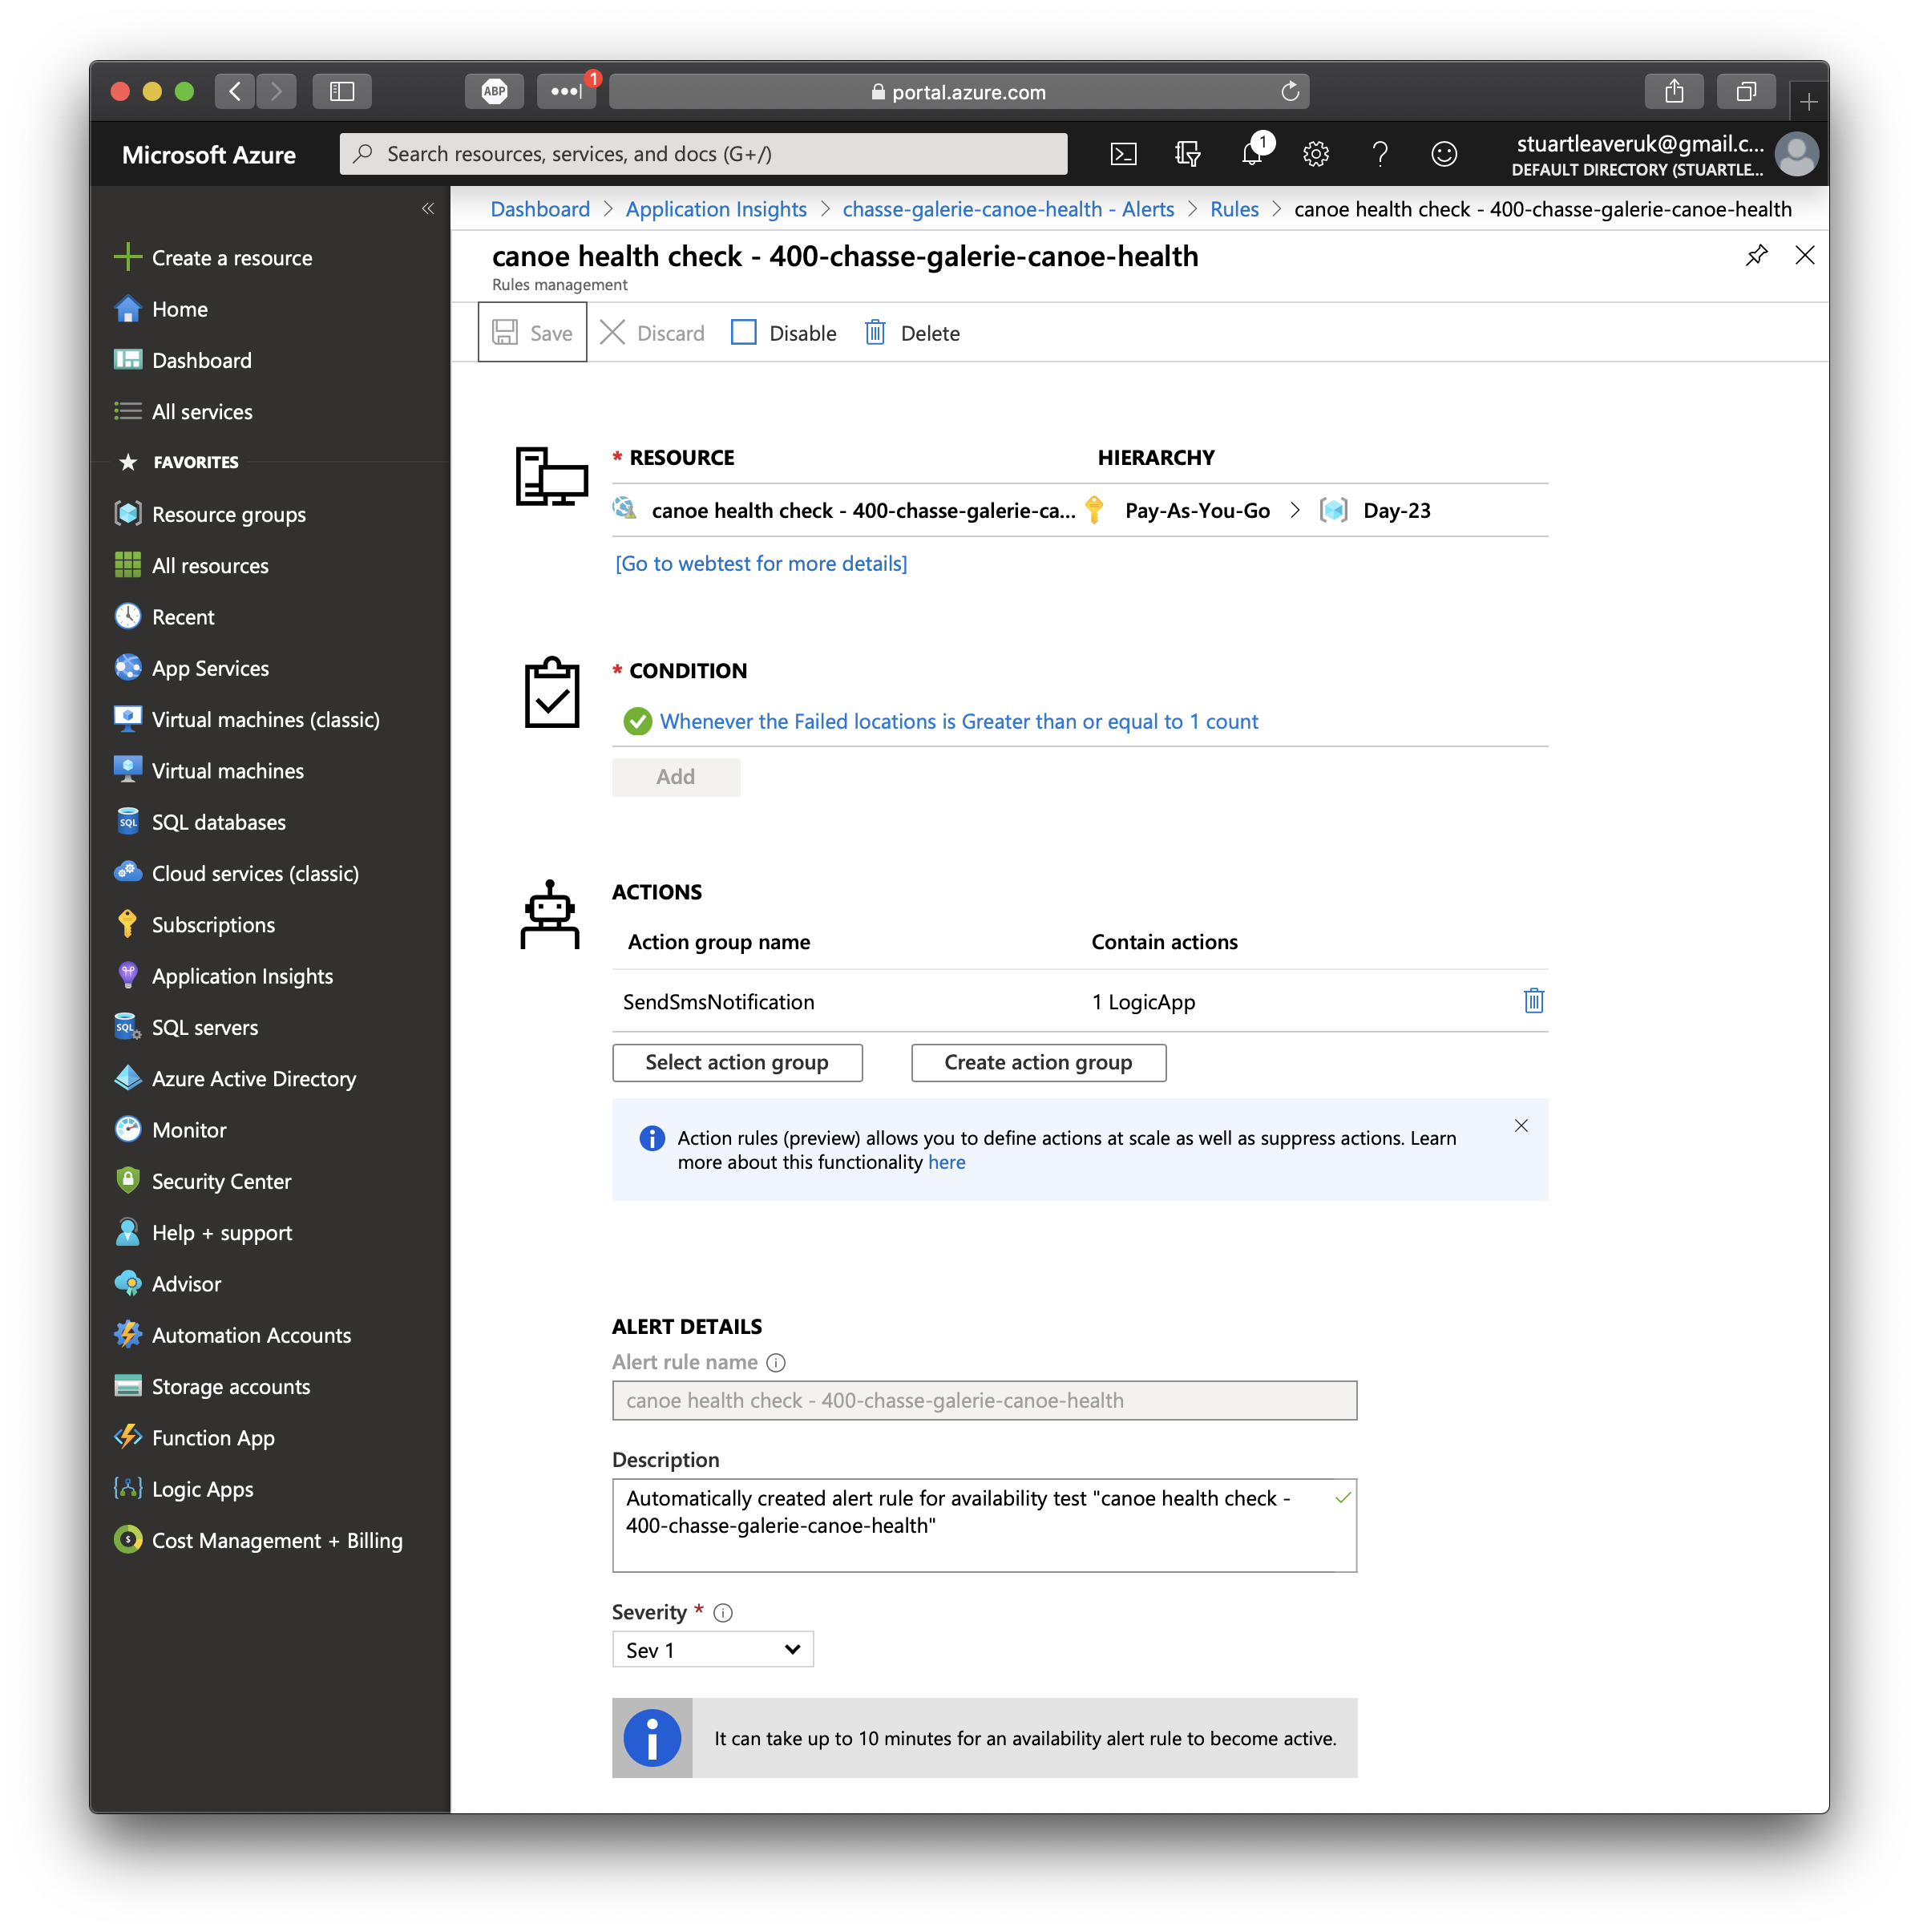 ABP
1
portal.azure.com
Microsoft Azure
Search resources, services, and docs (G+/)
1
stuartleaveruk@gmail.c...
DEFAULT DIRECTORY (STUARTLE...
Dashboard > Application Insights > chasse-galerie-canoe-health - Alerts > Rules > canoe health check - 400-chasse-galerie-canoe-health
canoe health check - 400-chasse-galerie-canoe-health
Rules management
Save
Discard
Disable
Delete
Create a resource
Home
Dashboard
All services
FAVORITES
Resource groups
All resources
Recent
App Services
Virtual machines (classic)
Virtual machines
SQL databases
Cloud services (classic)
Subscriptions
Application Insights
SQL servers
Azure Active Directory
Monitor
Security Center
Help + support
Advisor
Automation Accounts
Storage accounts
Function App
Logic Apps
Cost Management + Billing
* RESOURCE
HIERARCHY
canoe health check - 400-chasse-galerie-ca...
Pay-As-You-Go > Day-23
[Go to webtest for more details]
* CONDITION
Whenever the Failed locations is Greater than or equal to 1 count
Add
ACTIONS
Action group name
Contain actions
SendSmsNotification
1 LogicApp
Select action group
Create action group
Action rules (preview) allows you to define actions at scale as well as suppress actions. Learn
more about this functionality here
ALERT DETAILS
Alert rule name
canoe health check - 400-chasse-galerie-canoe-health
Description
Automatically created alert rule for availability test "canoe health check -
400-chasse-galerie-canoe-health"
Severity *
Sev 1
It can take up to 10 minutes for an availability alert rule to become active.